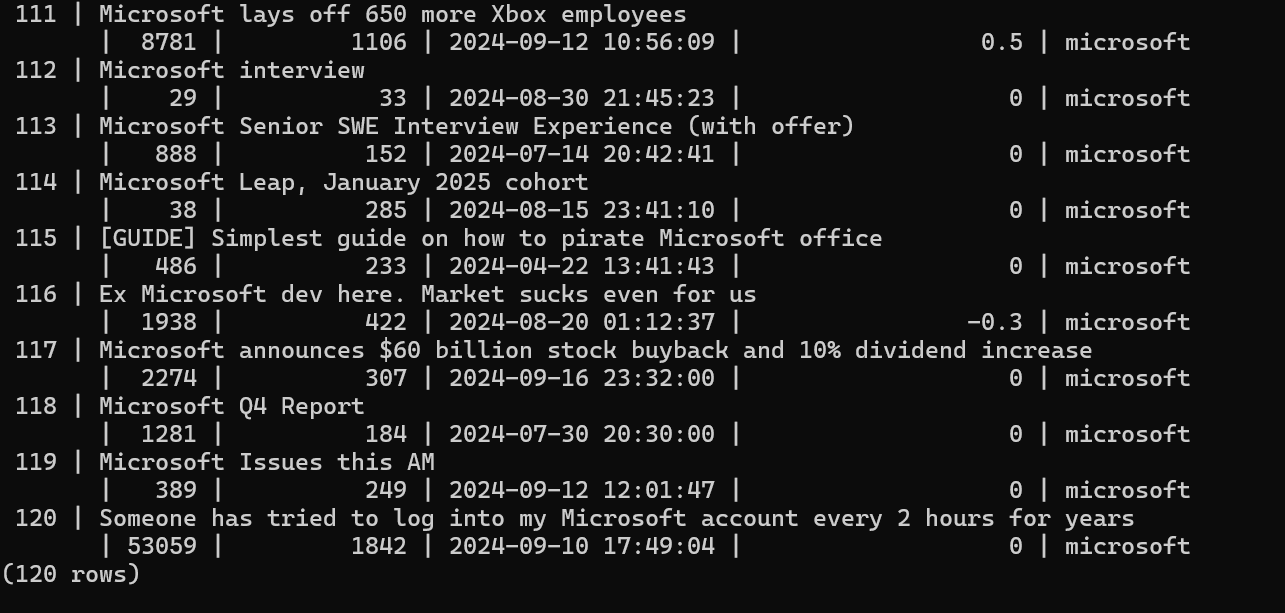 111 | Microsoft lays off 650 more Xbox employees
| 8781 | 1106 | 2024-09-12 10:56:09 | 0.5 | microsoft
112 | Microsoft interview
| 29 | 33 | 2024-08-30 21:45:23 | 0 | microsoft
113 | Microsoft Senior SWE Interview Experience (with offer)
| 888 | 152 | 2024-07-14 20:42:41 | 0 | microsoft
114 | Microsoft Leap, January 2025 cohort
| 38 | 285 | 2024-08-15 23:41:10 | 0 | microsoft
115 | [GUIDE] Simplest guide on how to pirate Microsoft office
| 486 | 233 | 2024-04-22 13:41:43 | 0 | microsoft
116 | Ex Microsoft dev here. Market sucks even for us
| 1938 | 422 | 2024-08-20 01:12:37 | -0.3 | microsoft
117 | Microsoft announces $60 billion stock buyback and 10% dividend increase
| 2274 | 307 | 2024-09-16 23:32:00 | 0 | microsoft
118 | Microsoft Q4 Report
| 1281 | 184 | 2024-07-30 20:30:00 | 0 | microsoft
119 | Microsoft Issues this AM
| 389 | 249 | 2024-09-12 12:01:47 | 0 | microsoft
120 | Someone has tried to log into my Microsoft account every 2 hours for years
| 53059 | 1842 | 2024-09-10 17:49:04 | 0 | microsoft
(120 rows)